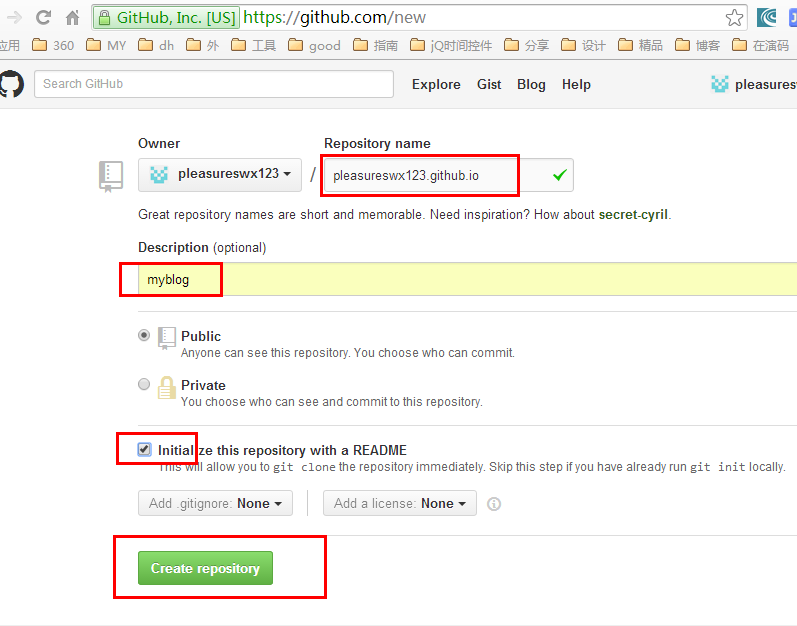 GitHub, Inc. [US] https://github.com/new
应用 360 MY dh 外 工具 good 指南 jQ时间控件 分享 设计 精品 博客 在演码
Search GitHub Explore Gist Blog Help pleasures
Owner Repository name
pleasureswx123 / pleasureswx123.github.io
Great repository names are short and memorable. Need inspiration? How about secret-cyril.
Description (optional)
myblog
Public
Anyone can see this repository. You choose who can commit.
Private
You choose who can see and commit to this repository.
Initialize this repository with a README
This will allow you to git clone the repository immediately. Skip this step if you have already run git init locally.
Add .gitignore: None Add a license: None
Create repository